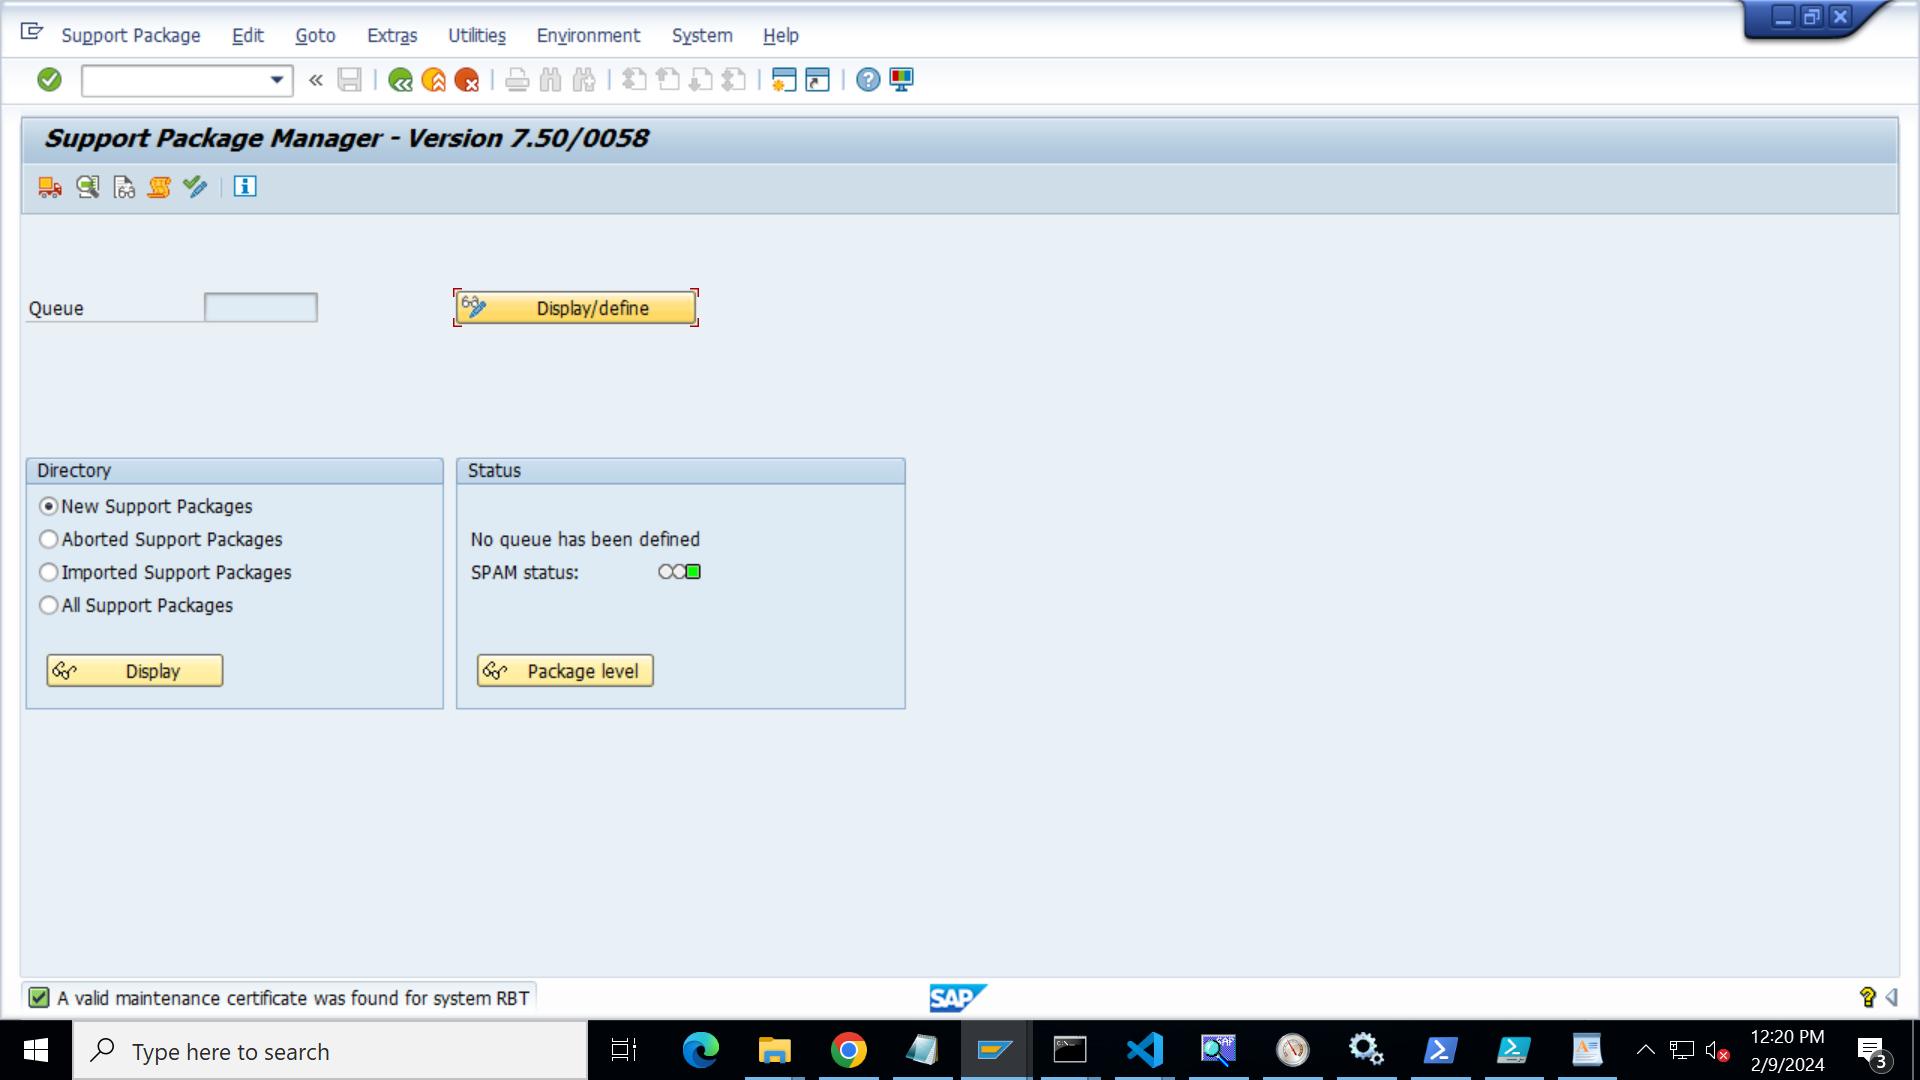 Support Package Edit Goto Extras Utilities Environment System Help
Support Package Manager - Version 7.50/0058
Queue
Display/define
Directory
New Support Packages
Aborted Support Packages
Imported Support Packages
All Support Packages
Display
Status
No queue has been defined
SPAM status:
Package level
A valid maintenance certificate was found for system RBT
SAP
Type here to search
SAP
12:20 PM
2/9/2024
3